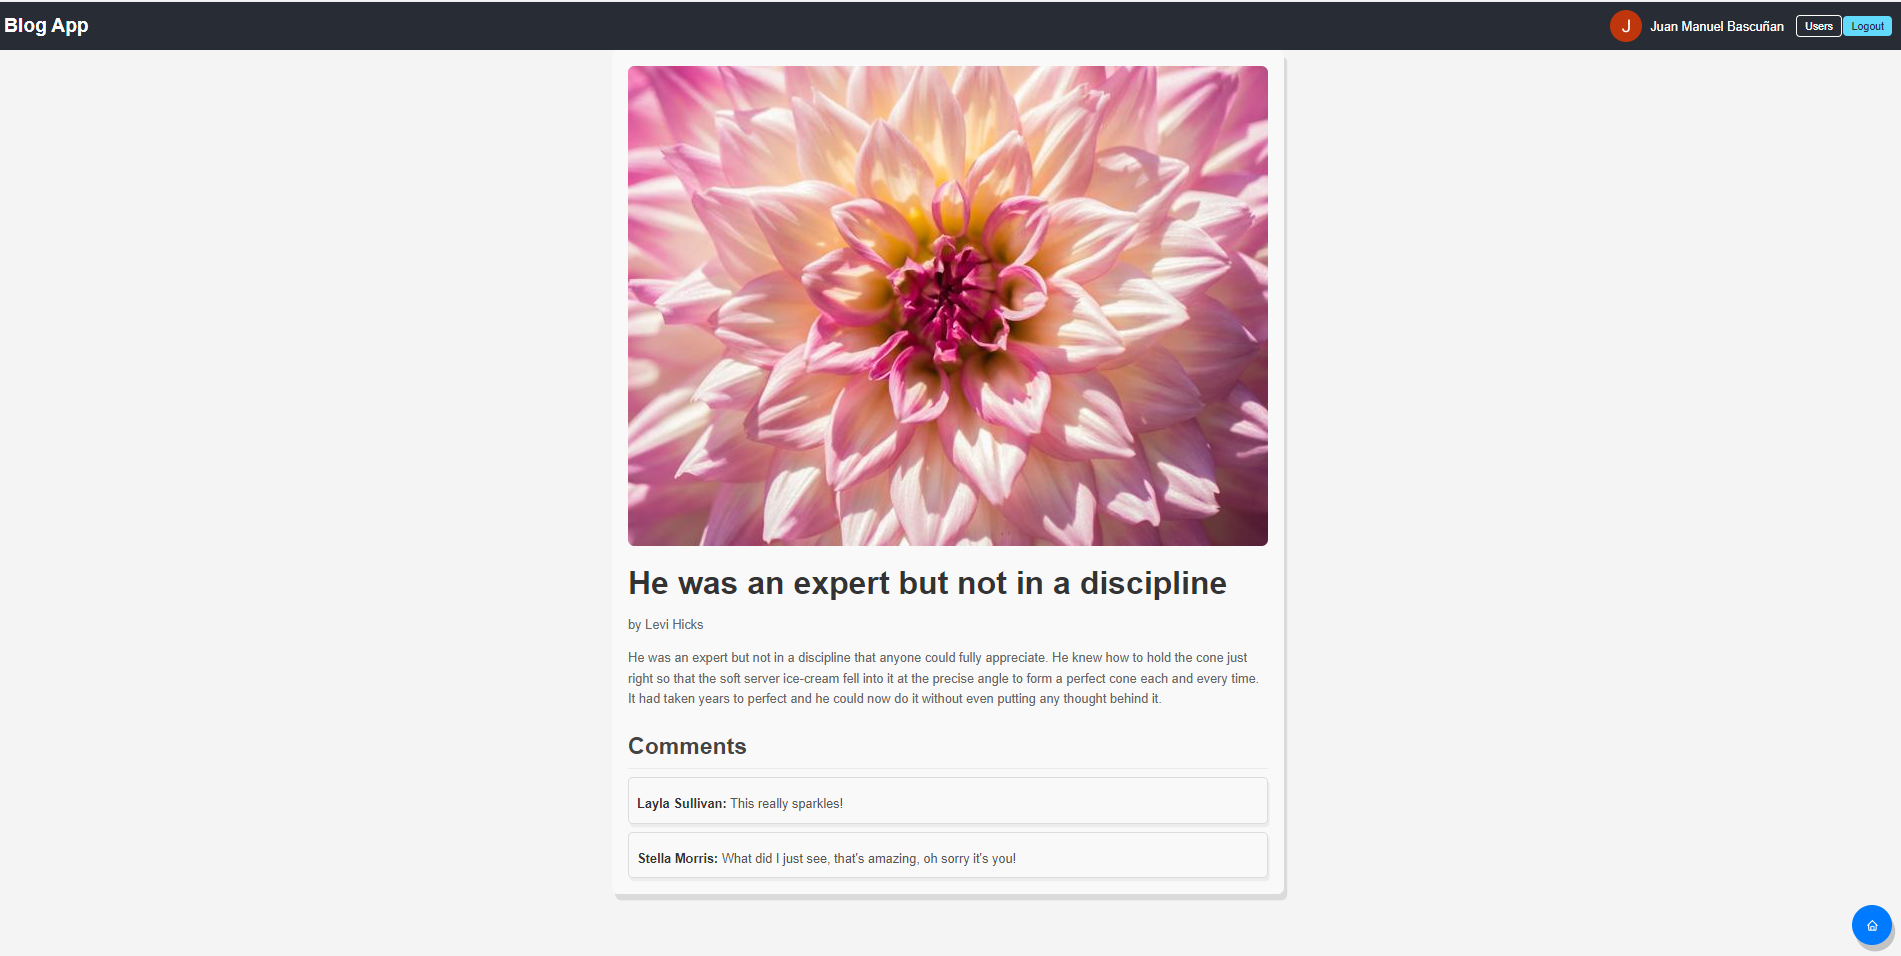 Blog App
J Juan Manuel Bascuñan Users Logout
He was an expert but not in a discipline
by Levi Hicks
He was an expert but not in a discipline that anyone could fully appreciate. He knew how to hold the cone just
right so that the soft server ice-cream fell into it at the precise angle to form a perfect cone each and every time.
It had taken years to perfect and he could now do it without even putting any thought behind it.
Comments
Layla Sullivan: This really sparkles!
Stella Morris: What did I just see, that's amazing, oh sorry it's you!